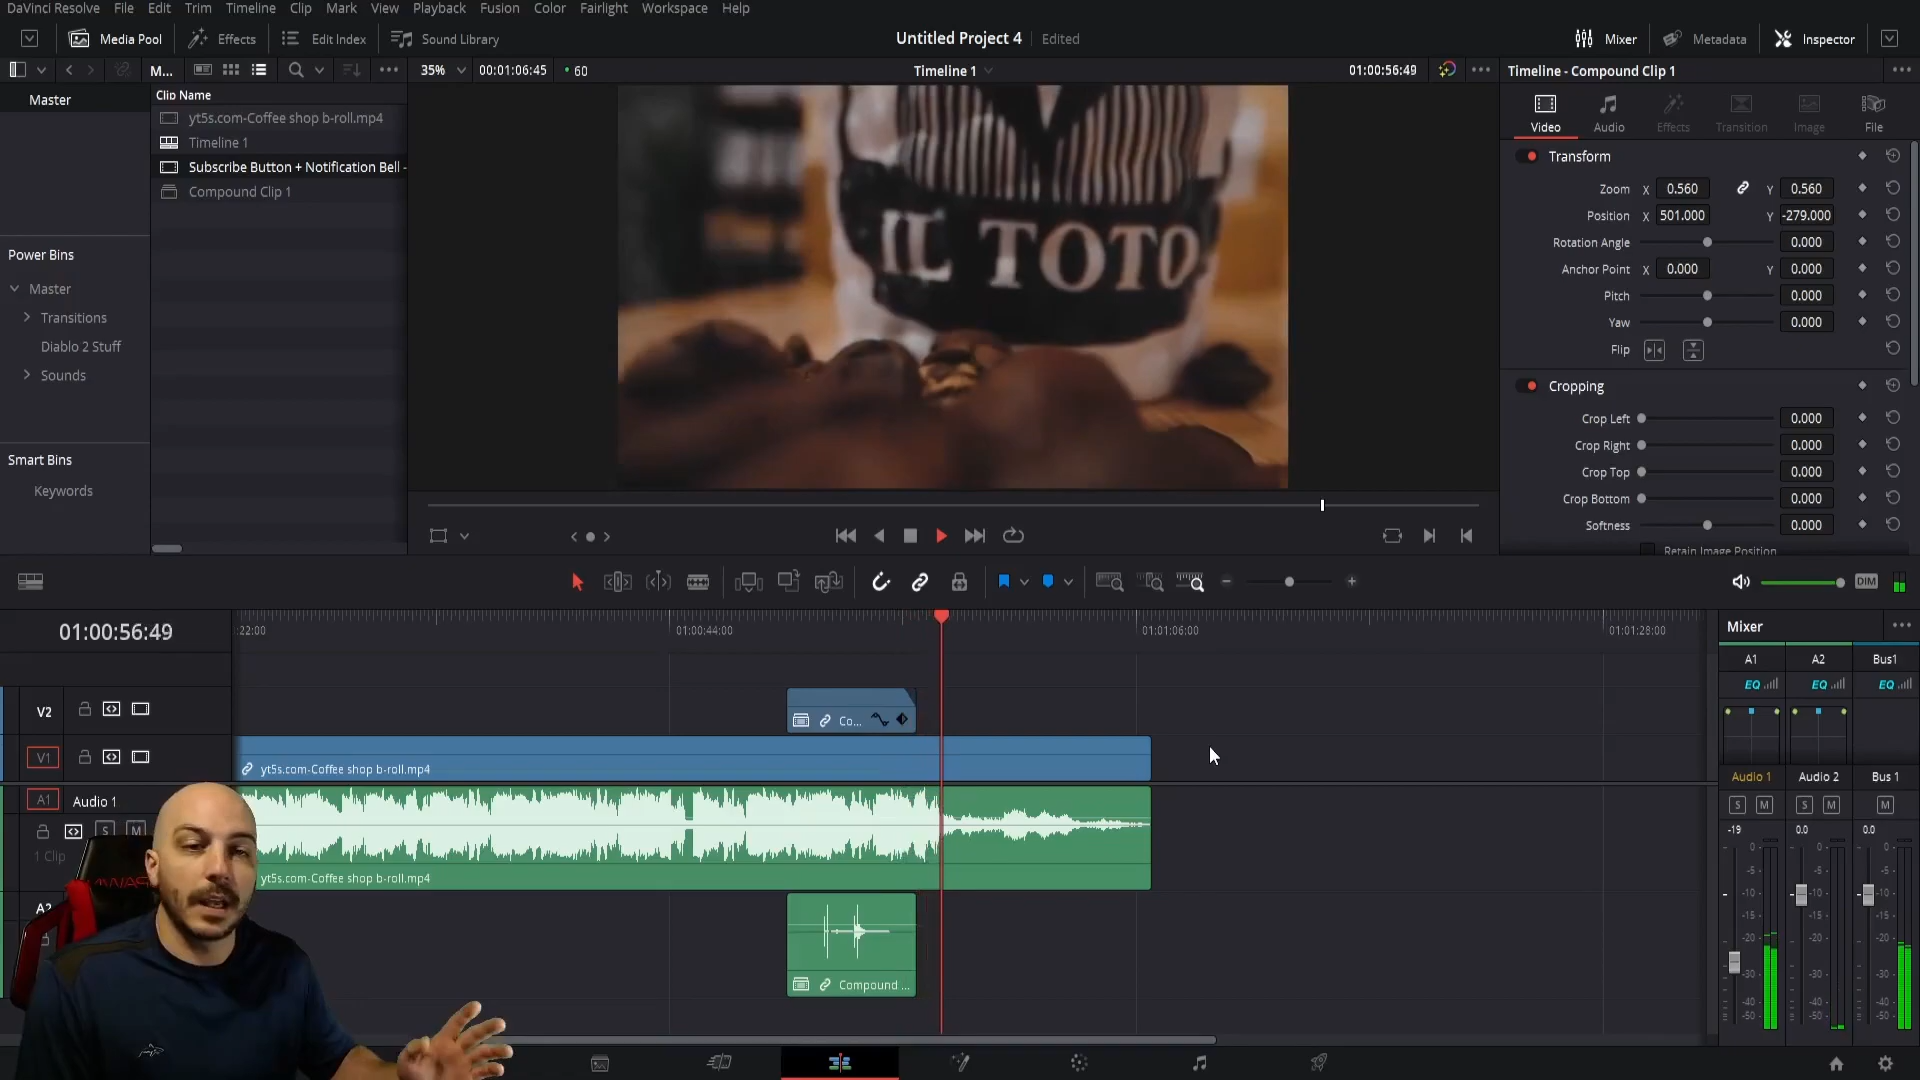 DaVinci Resolve File Edit Trim Timeline Clip Mark View Playback Fusion Color Fairlight Workspace Help
Media Pool Effects Edit Index Sound Library Untitled Project 4 Edited Mixer Metadata Inspector
M... 35% 00:01:06:45 60 Timeline 1 01:00:56:49 Timeline - Compound Clip 1
Master
Clip Name
yt5s.com-Coffee shop b-roll.mp4
Timeline 1
Subscribe Button + Notification Bell -
Compound Clip 1
Power Bins
Master
Transitions
Diablo 2 Stuff
Sounds
Smart Bins
Keywords
IL TOTO
Video Audio Effects Transition Image File
Transform
Zoom X 0.560 Y 0.560
Position X 501.000 Y -279.000
Rotation Angle 0.000
Anchor Point X 0.000 Y 0.000
Pitch 0.000
Yaw 0.000
Flip
Cropping
Crop Left 0.000
Crop Right 0.000
Crop Top 0.000
Crop Bottom 0.000
Softness 0.000
Retain Image Position
DIM
01:00:56:49
:22:00 01:00:44:00 01:01:06:00 01:01:28:00
V2
Co...
V1
yt5s.com-Coffee shop b-roll.mp4
A1 Audio 1
S M
1 Clip
yt5s.com-Coffee shop b-roll.mp4
A2
Compound ...
Mixer
A1 A2 Bus1
EQ EQ EQ
Audio 1 Audio 2 Bus 1
S M S M M
-19 0.0 0.0
0 0 0
-5 -5 -5
-10 -10 -10
-15 -15 -15
-20 -20 -20
-30 -30 -30
-40 -40 -40
-50 -50 -50